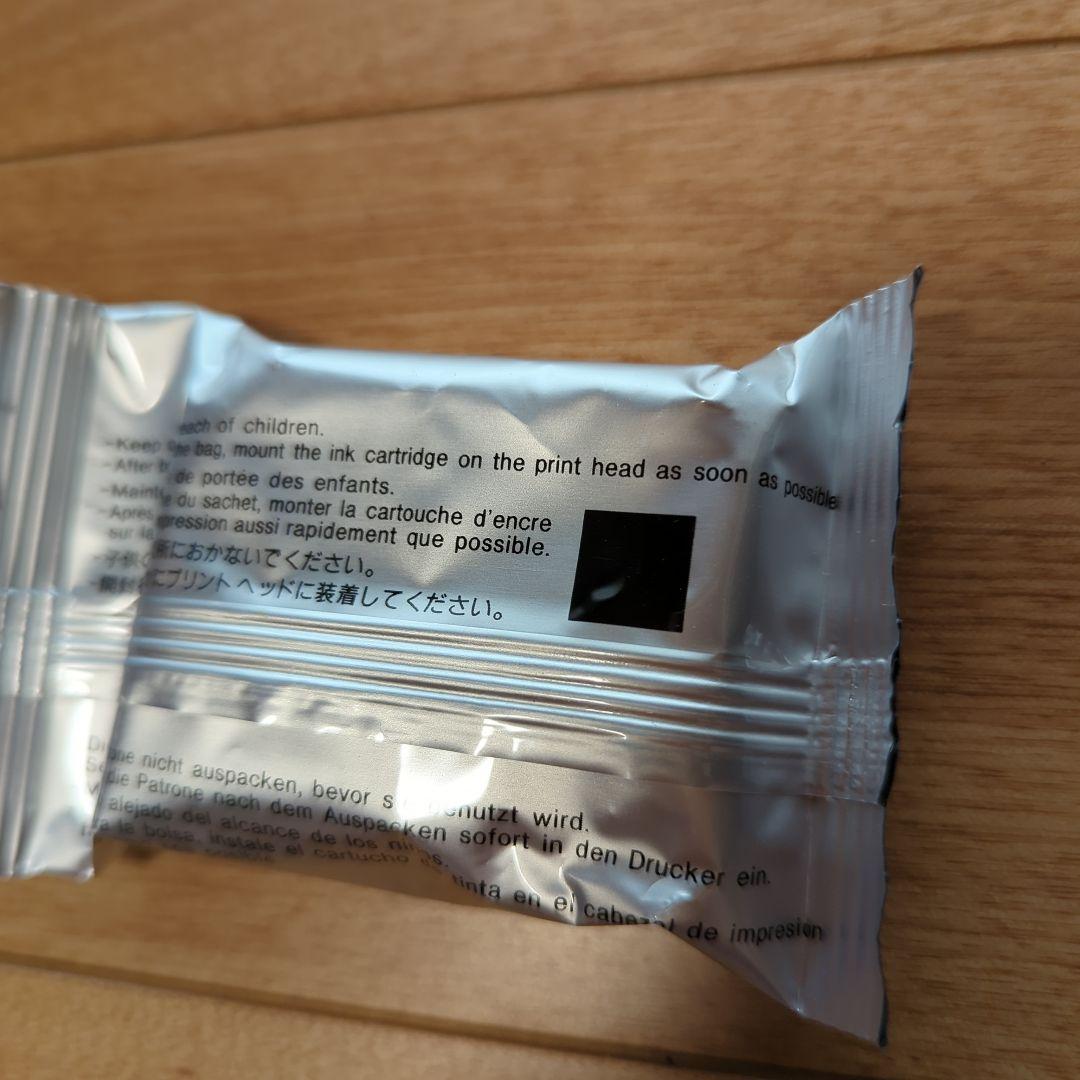 -Keep each of children.
-After the bag, mount the ink cartridge on the print head as soon as possible
de portée des enfants.
Après du sachet, monter la cartouche d'encre
sur la pression aussi rapidement que possible.
におかないでください。
にプリントヘッドに装着してください。
nicht auspacken, bevor wird.
die Patrone nach dem Auspacken sofort in den Drucker ein.
alejado del alcance de los
la bolsa, instale el cartucho tinta en el de impresión